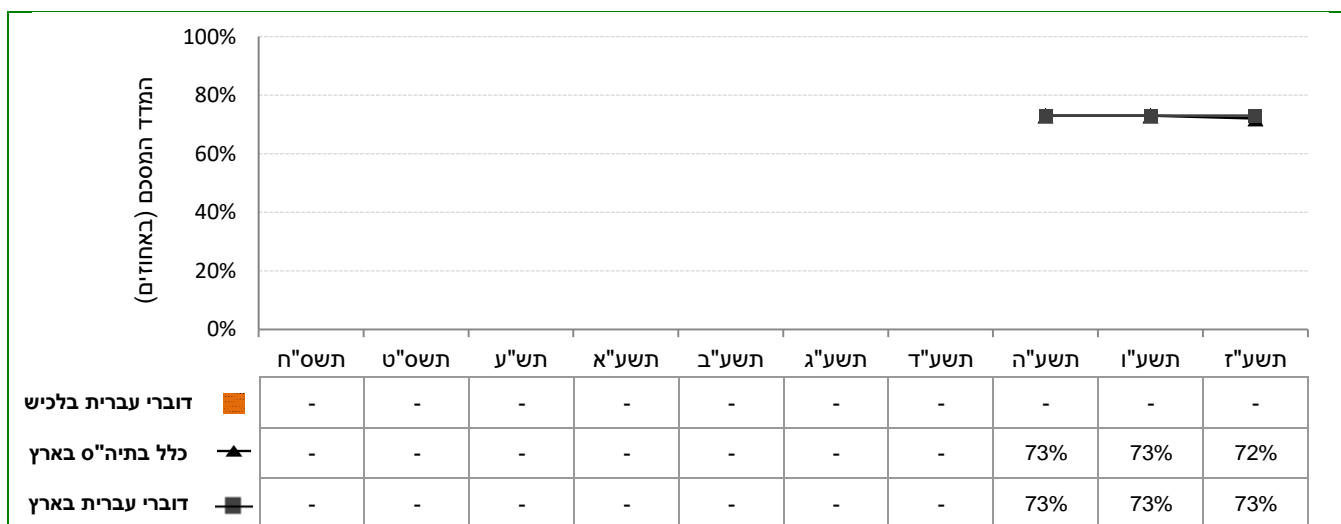 המדד המסכם (באחוזים)
100%
80%
60%
40%
20%
0%
תשס"ח תשס"ט תש"ע תשע"א תשע"ב תשע"ג תשע"ד תשע"ה תשע"ו תשע"ז
דוברי עברית בלכיש - - - - - - - - - -
כלל בתיה"ס בארץ - - - - - - - 73% 73% 72%
דוברי עברית בארץ - - - - - - - 73% 73% 73%